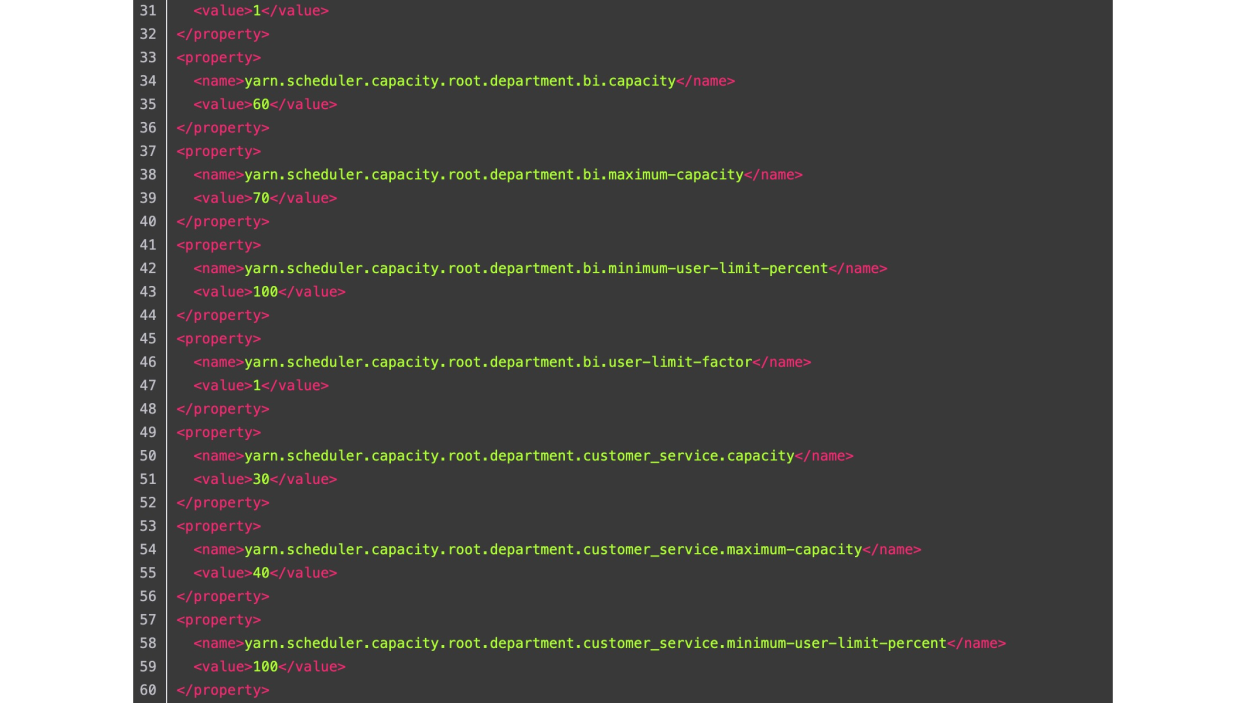 31 <value>1</value>
32 </property>
33 <property>
34 <name>yarn.scheduler.capacity.root.department.bi.capacity</name>
35 <value>60</value>
36 </property>
37 <property>
38 <name>yarn.scheduler.capacity.root.department.bi.maximum-capacity</name>
39 <value>70</value>
40 </property>
41 <property>
42 <name>yarn.scheduler.capacity.root.department.bi.minimum-user-limit-percent</name>
43 <value>100</value>
44 </property>
45 <property>
46 <name>yarn.scheduler.capacity.root.department.bi.user-limit-factor</name>
47 <value>1</value>
48 </property>
49 <property>
50 <name>yarn.scheduler.capacity.root.department.customer_service.capacity</name>
51 <value>30</value>
52 </property>
53 <property>
54 <name>yarn.scheduler.capacity.root.department.customer_service.maximum-capacity</name>
55 <value>40</value>
56 </property>
57 <property>
58 <name>yarn.scheduler.capacity.root.department.customer_service.minimum-user-limit-percent</name>
59 <value>100</value>
60 </property>